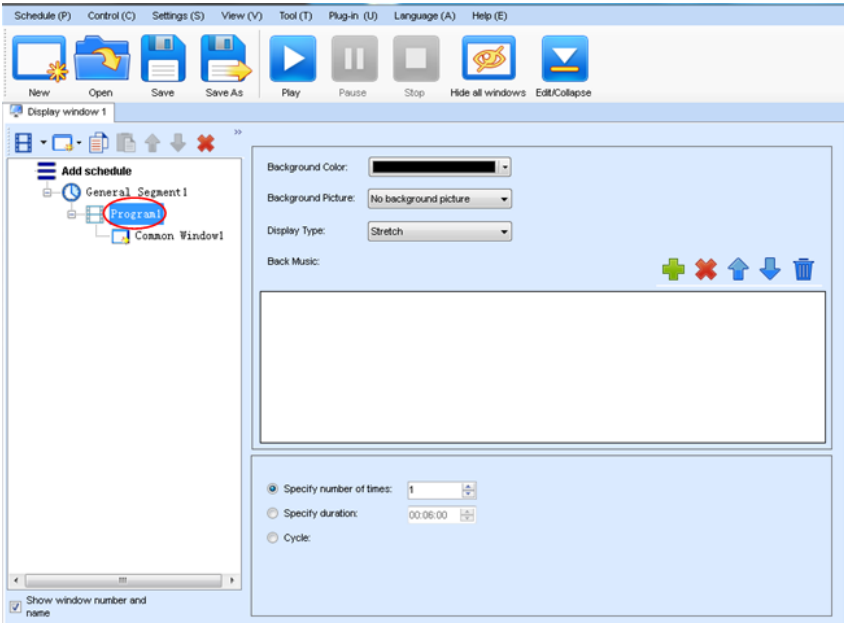 Schedule (P) Control (C) Settings (S) View (V) Tool (T) Plug-in (U) Language (A) Help (E)
New Open Save Save As Play Pause Stop Hide all windows Edit/Collapse
Display window 1
Add schedule
General Segment1
Program1
Common Window1
Background Color:
Background Picture: No background picture
Display Type: Stretch
Back Music:
Specify number of times: 1
Specify duration: 00:06:00
Cycle:
Show window number and
name